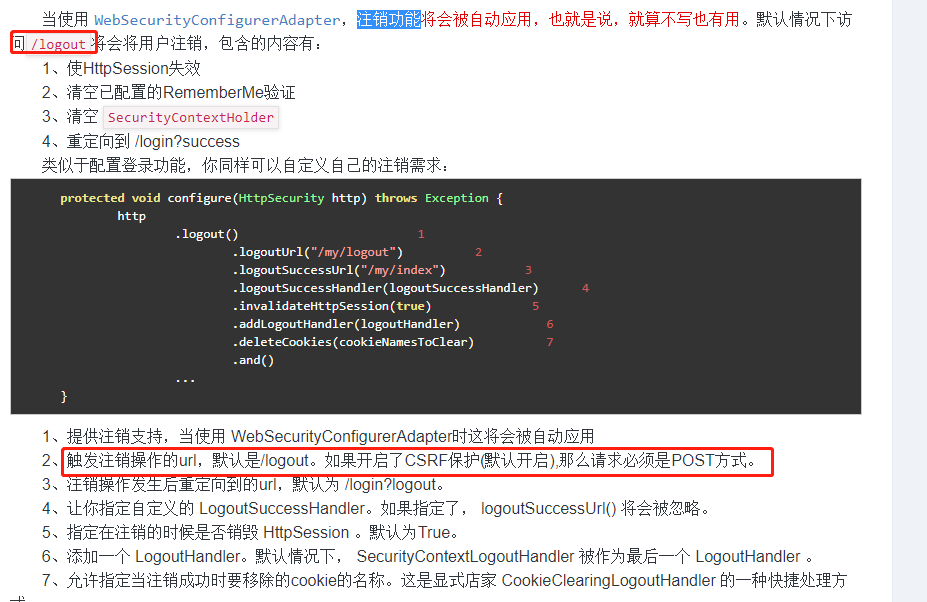 当使用 WebSecurityConfigurerAdapter，注销功能将会被自动应用，也就是说，就算不写也有用。默认情况下访
问 /logout 将会将用户注销，包含的内容有：
1、使HttpSession失效
2、清空已配置的RememberMe验证
3、清空 SecurityContextHolder
4、重定向到 /login?success
类似于配置登录功能，你同样可以自定义自己的注销需求：
protected void configure(HttpSecurity http) throws Exception {
http
.logout() 1
.logoutUrl("/my/logout") 2
.logoutSuccessUrl("/my/index") 3
.logoutSuccessHandler(logoutSuccessHandler) 4
.invalidateHttpSession(true) 5
.addLogoutHandler(logoutHandler) 6
.deleteCookies(cookieNamesToClear) 7
.and()
...
}
1、提供注销支持，当使用 WebSecurityConfigurerAdapter时这将会被自动应用
2、触发注销操作的url，默认是/logout。如果开启了CSRF保护(默认开启),那么请求必须是POST方式。
3、注销操作发生后重定向到的url，默认为 /login?logout。
4、让你指定自定义的 LogoutSuccessHandler。如果指定了， logoutSuccessUrl() 将会被忽略。
5、指定在注销的时候是否销毁 HttpSession 。默认为True。
6、添加一个 LogoutHandler。默认情况下， SecurityContextLogoutHandler 被作为最后一个 LogoutHandler 。
7、允许指定当注销成功时要移除的cookie的名称。这是显式店家 CookieClearingLogoutHandler 的一种快捷处理方